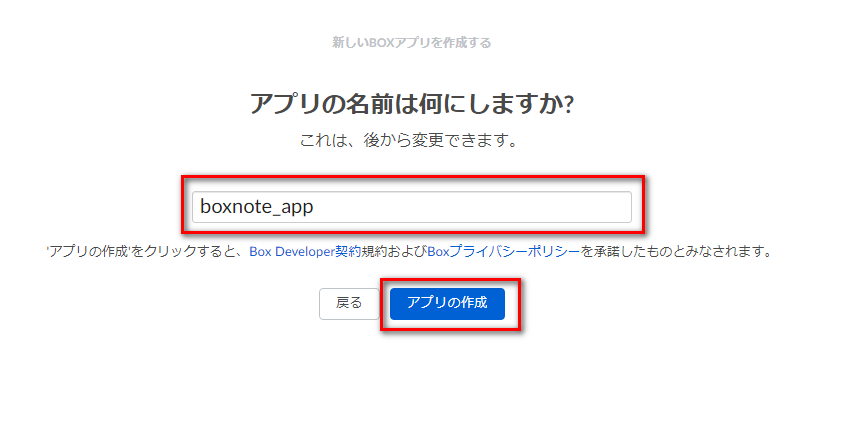 新しいBOXアプリを作成する
アプリの名前は何にしますか?
これは、後から変更できます。
boxnote_app
'アプリの作成'をクリックすると、Box Developer契約規約およびBoxプライバシーポリシーを承諾したものとみなされます。
戻る アプリの作成